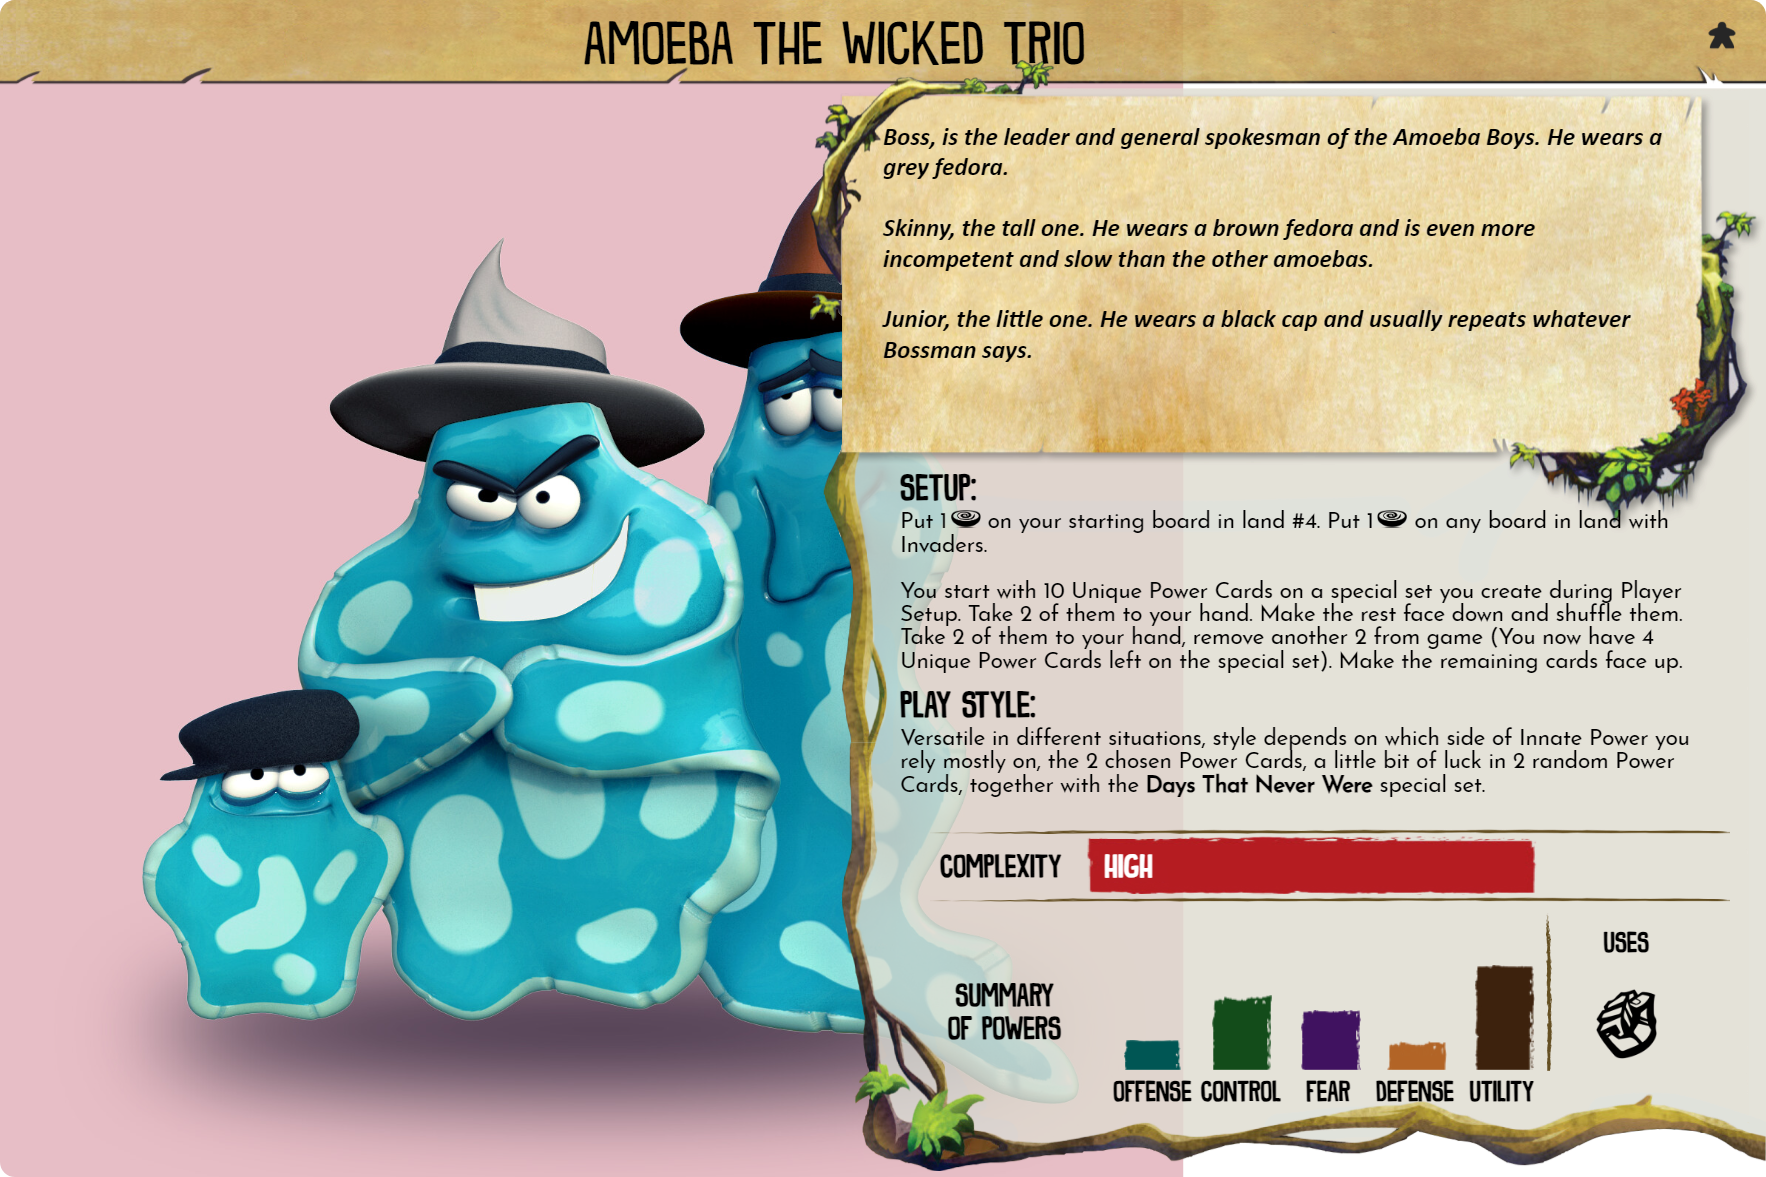 AMOEBA THE WICKED TRIO
Boss, is the leader and general spokesman of the Amoeba Boys. He wears a
grey fedora.
Skinny, the tall one. He wears a brown fedora and is even more
incompetent and slow than the other amoebas.
Junior, the little one. He wears a black cap and usually repeats whatever
Bossman says.
SETUP:
Put 1 on your starting board in land #4. Put 1 on any board in land with
Invaders.
You start with 10 Unique Power Cards on a special set you create during Player
Setup. Take 2 of them to your hand. Make the rest face down and shuffle them.
Take 2 of them to your hand, remove another 2 from game (You now have 4
Unique Power Cards left on the special set). Make the remaining cards face up.
PLAY STYLE:
Versatile in different situations, style depends on which side of Innate Power you
rely mostly on, the 2 chosen Power Cards, a little bit of luck in 2 random Power
Cards, together with the Days That Never Were special set.
COMPLEXITY HIGH
USES
SUMMARY
OF POWERS
OFFENSE CONTROL FEAR DEFENSE UTILITY